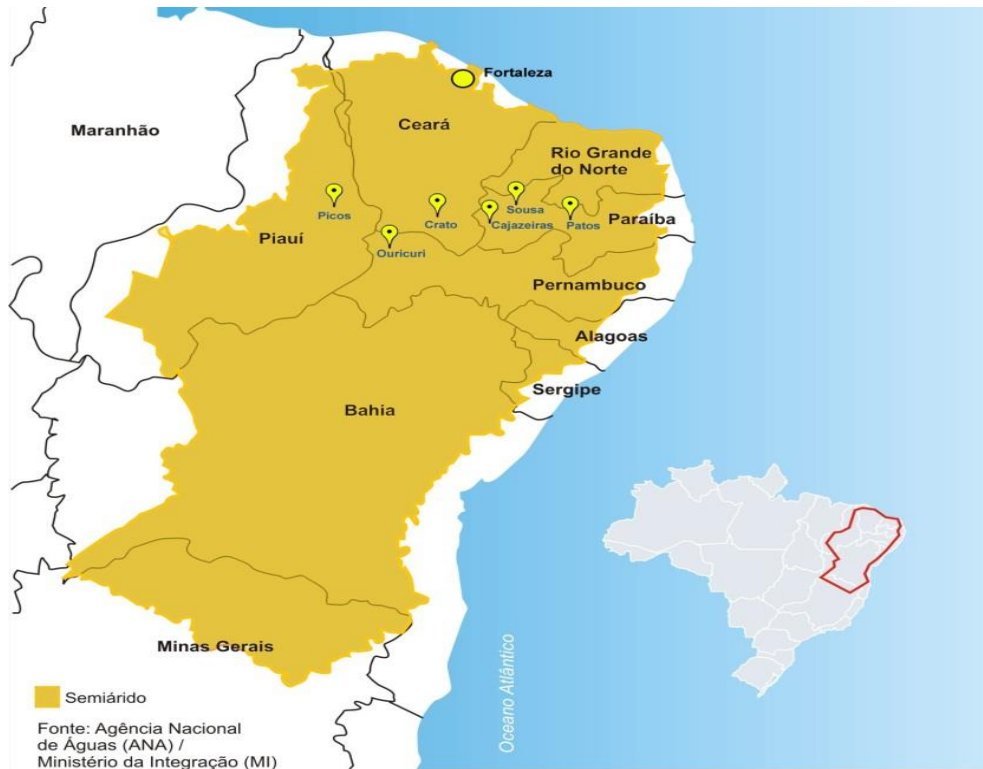 Fortaleza
Ceará
Maranhão
Rio Grande
do Norte
Picos
Crato
Sousa
Cajazeiras
Patos
Paraíba
Piauí
Ouricuri
Pernambuco
Alagoas
Sergipe
Bahia
Minas Gerais
Oceano Atlântico
Semiárido
Fonte: Agência Nacional
de Águas (ANA) /
Ministério da Integração (MI)